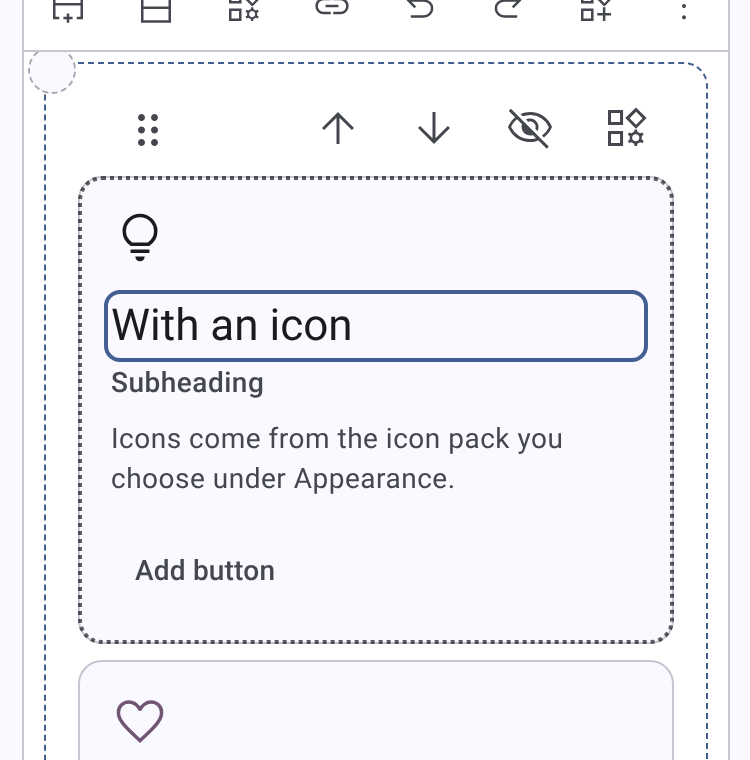 With an icon
Subheading
Icons come from the icon pack you
choose under Appearance.
Add button